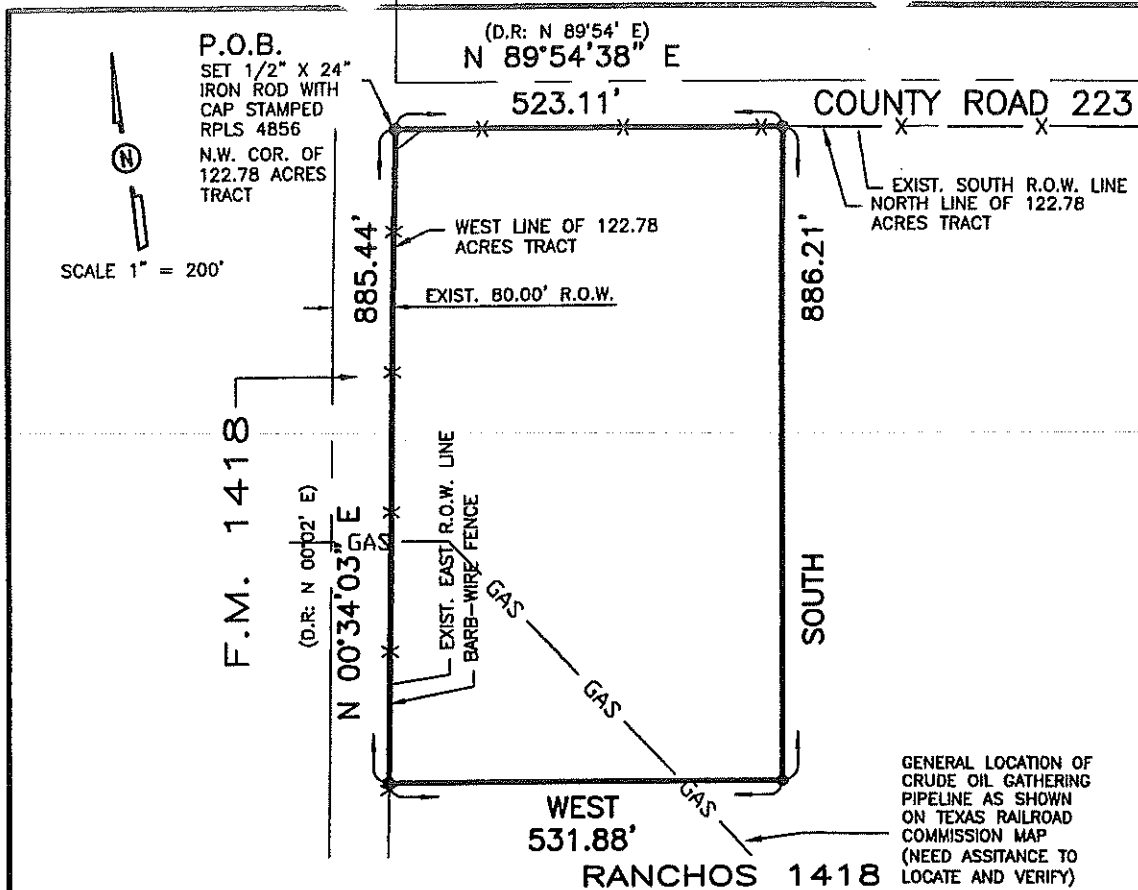 P.O.B.
SET 1/2" X 24"
IRON ROD WITH
CAP STAMPED
RPLS 4856
N.W. COR. OF
122.78 ACRES
TRACT
N
SCALE 1" = 200'
(D.R: N 89°54' E)
N 89°54'38" E
523.11'
COUNTY ROAD 223
EXIST. SOUTH R.O.W. LINE
NORTH LINE OF 122.78
ACRES TRACT
WEST LINE OF 122.78
ACRES TRACT
885.44'
EXIST. 80.00' R.O.W.
886.21'
F.M. 1418
(D.R: N 00°02' E)
N 00°34'03" E
EXIST. EAST R.O.W. LINE
BARB-WIRE FENCE
GAS
GAS
GAS
GAS
SOUTH
WEST
531.88'
RANCHOS 1418
GENERAL LOCATION OF
CRUDE OIL GATHERING
PIPELINE AS SHOWN
ON TEXAS RAILROAD
COMMISSION MAP
(NEED ASSITANCE TO
LOCATE AND VERIFY)